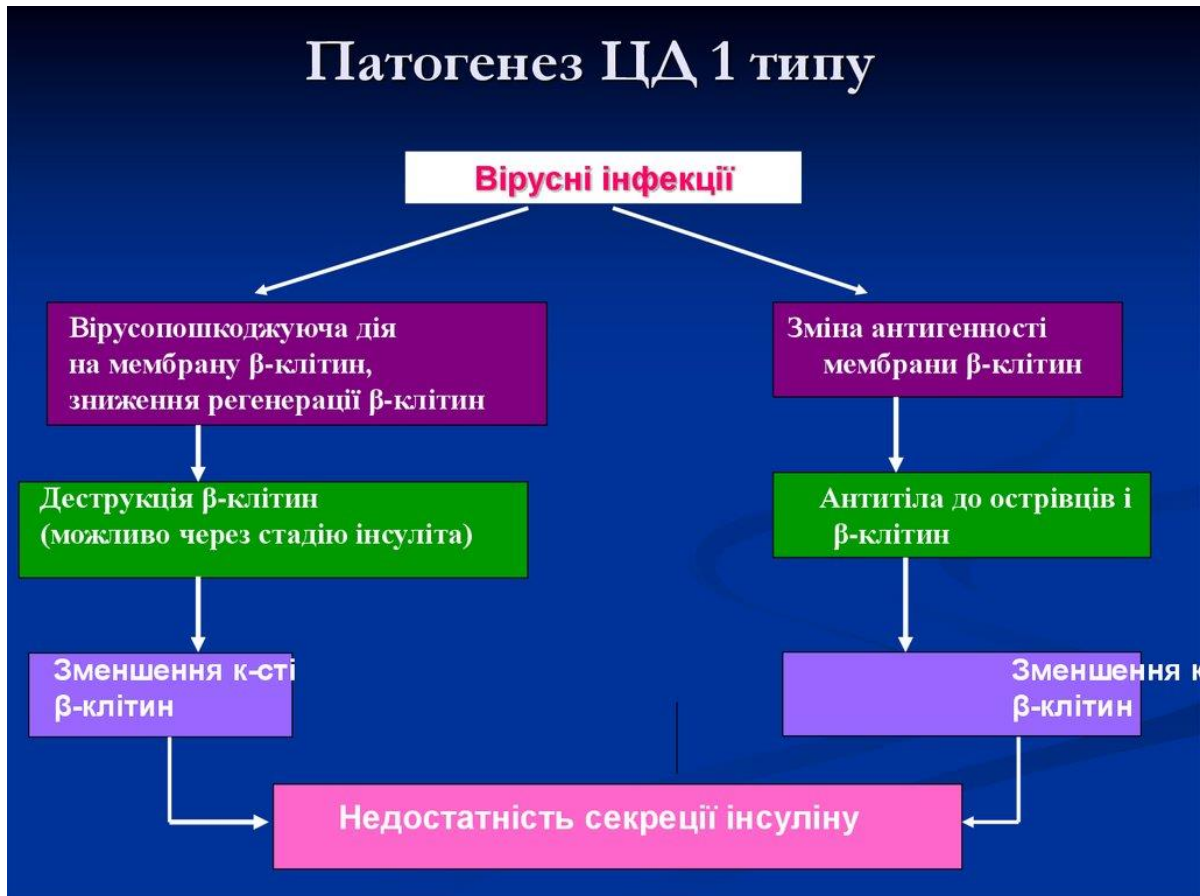 Патогенез ЦД 1 типу
Вірусні інфекції
Вірусопошкоджуюча дія
на мембрану β-клітин,
зниження регенерації β-клітин
Зміна антигенності
мембрани β-клітин
Деструкція β-клітин
(можливо через стадію інсуліта)
Антитіла до острівців і
β-клітин
Зменшення к-сті
β-клітин
Зменшення к
β-клітин
Недостатність секреції інсуліну